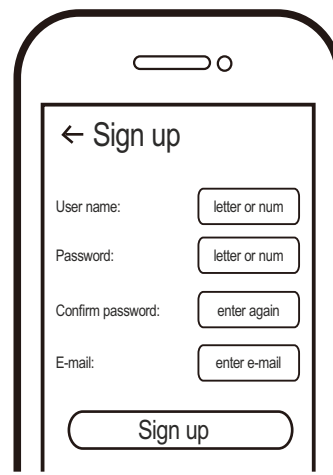 ← Sign up
User name: letter or num
Password: letter or num
Confirm password: enter again
E-mail: enter e-mail
Sign up